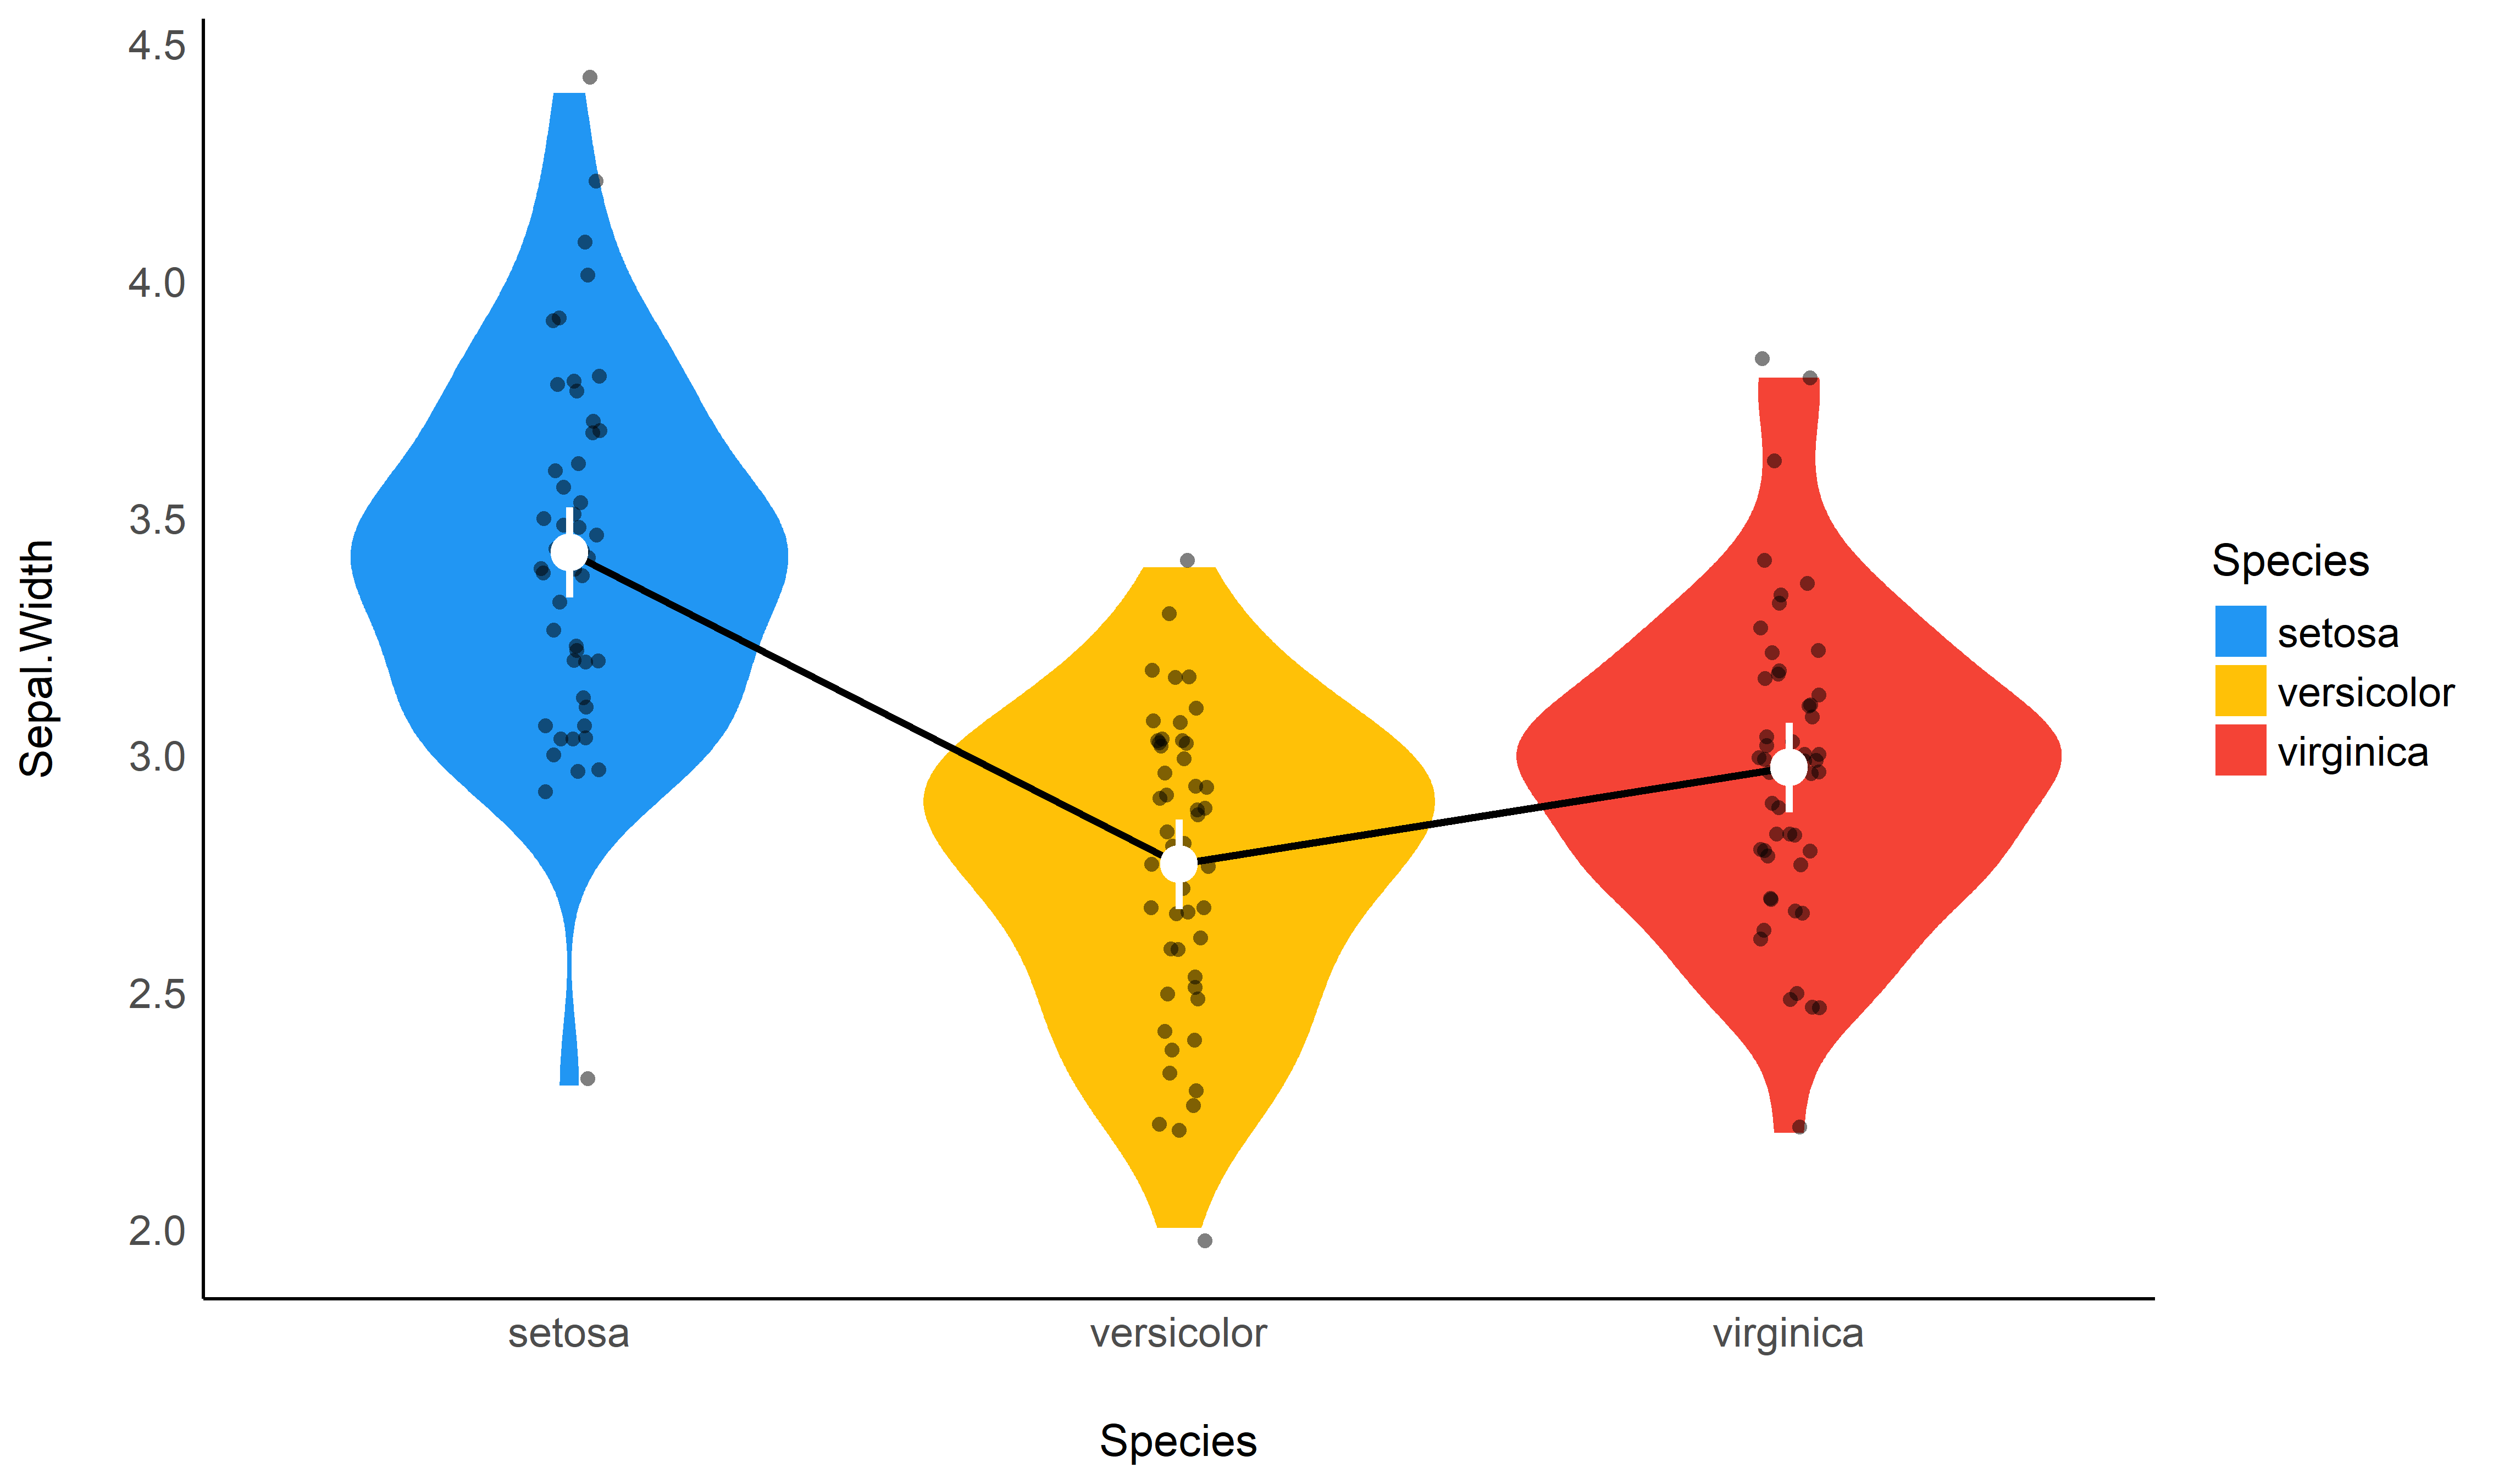 4.5
4.0
3.5
3.0
2.5
2.0
Sepal.Width
setosa
versicolor
virginica
Species
Species
setosa
versicolor
virginica